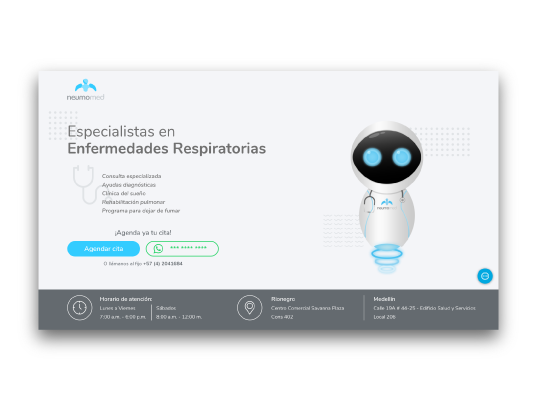 neumomed
Especialistas en
Enfermedades Respiratorias
Consulta especializada
Ayudas diagnósticas
Clínica del sueño
Rehabilitación pulmonar
Programa para dejar de fumar
¡Agenda ya tu cita!
Agendar cita
*** **** ****
O llámanos al fijo +57 (4) 2041684
neumomed
Horario de atención:
Lunes a Viernes
7:00 a.m. - 6:00 p.m.
Sábados
8:00 a.m. - 12:00 m.
Rionegro
Centro Comercial Savanna Plaza
Cons 402
Medellín
Calle 19A # 44-25 - Edificio Salud y Servicios
Local 206